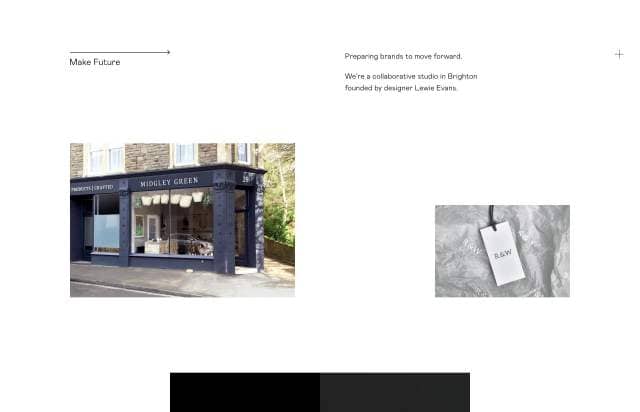 Make Future
Preparing brands to move forward.
We're a collaborative studio in Brighton
founded by designer Lewie Evans.
PRODUCTS | CRAFTED
MIDGLEY GREEN
29
B&W